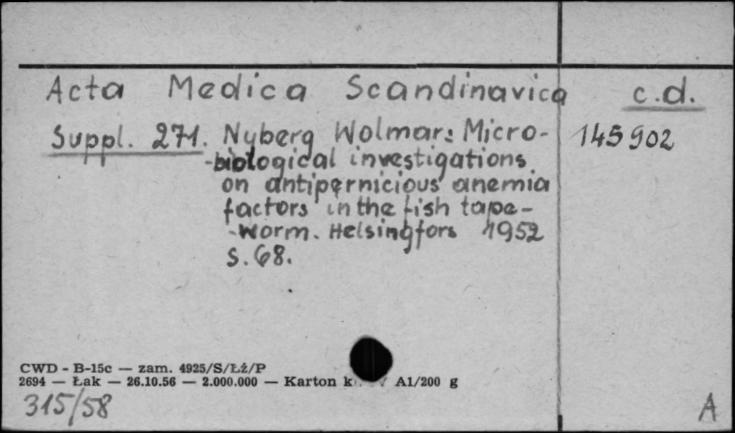 Acta Medica Scandinavica c.d.
Suppl. 271. Nyberg Wolmar: Micro- 145902
-biological investigations
on antipernicious anemia
factors in the fish tape-
-worm. Helsingfors 1952
S. 68.
CWD - B-15c — zam. 4925/S/Łż/P
2694 — Łak — 26.10.56 — 2.000.000 — Karton k A1/200 g
315/58 A